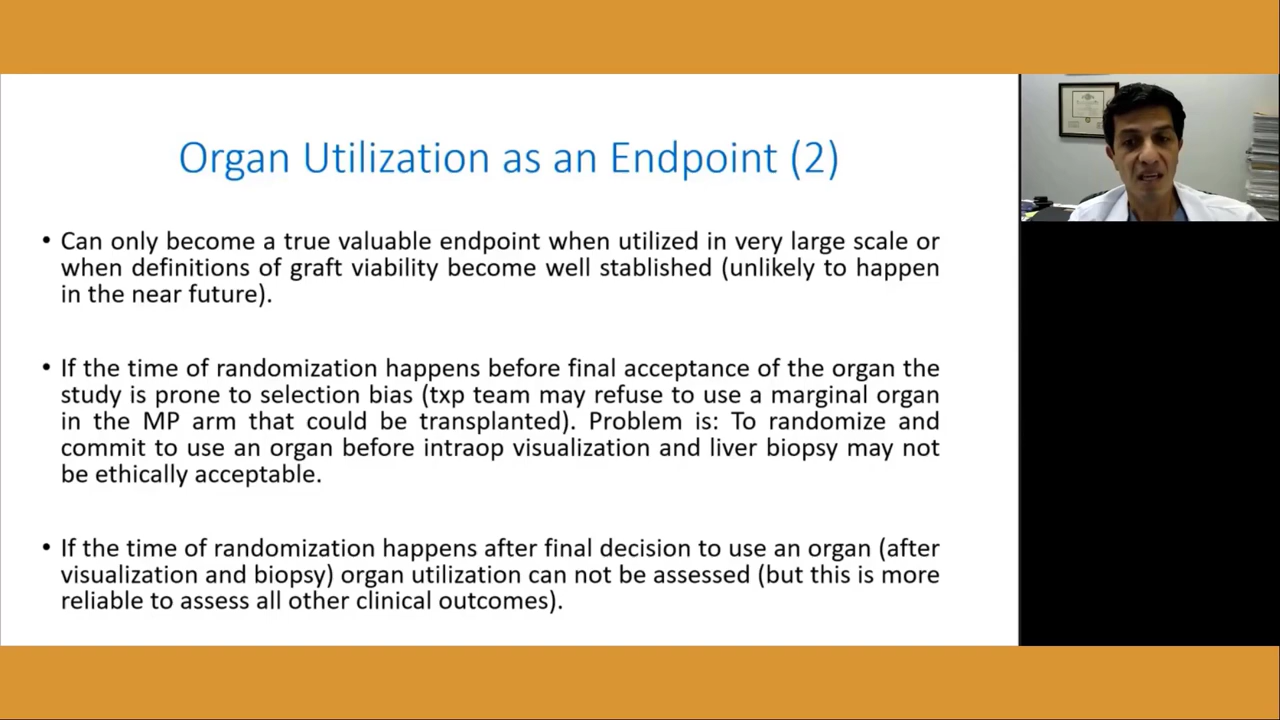 Organ Utilization as an Endpoint (2)
• Can only become a true valuable endpoint when utilized in very large scale or
when definitions of graft viability become well stablished (unlikely to happen
in the near future).
• If the time of randomization happens before final acceptance of the organ the
study is prone to selection bias (txp team may refuse to use a marginal organ
in the MP arm that could be transplanted). Problem is: To randomize and
commit to use an organ before intraop visualization and liver biopsy may not
be ethically acceptable.
• If the time of randomization happens after final decision to use an organ (after
visualization and biopsy) organ utilization can not be assessed (but this is more
reliable to assess all other clinical outcomes).